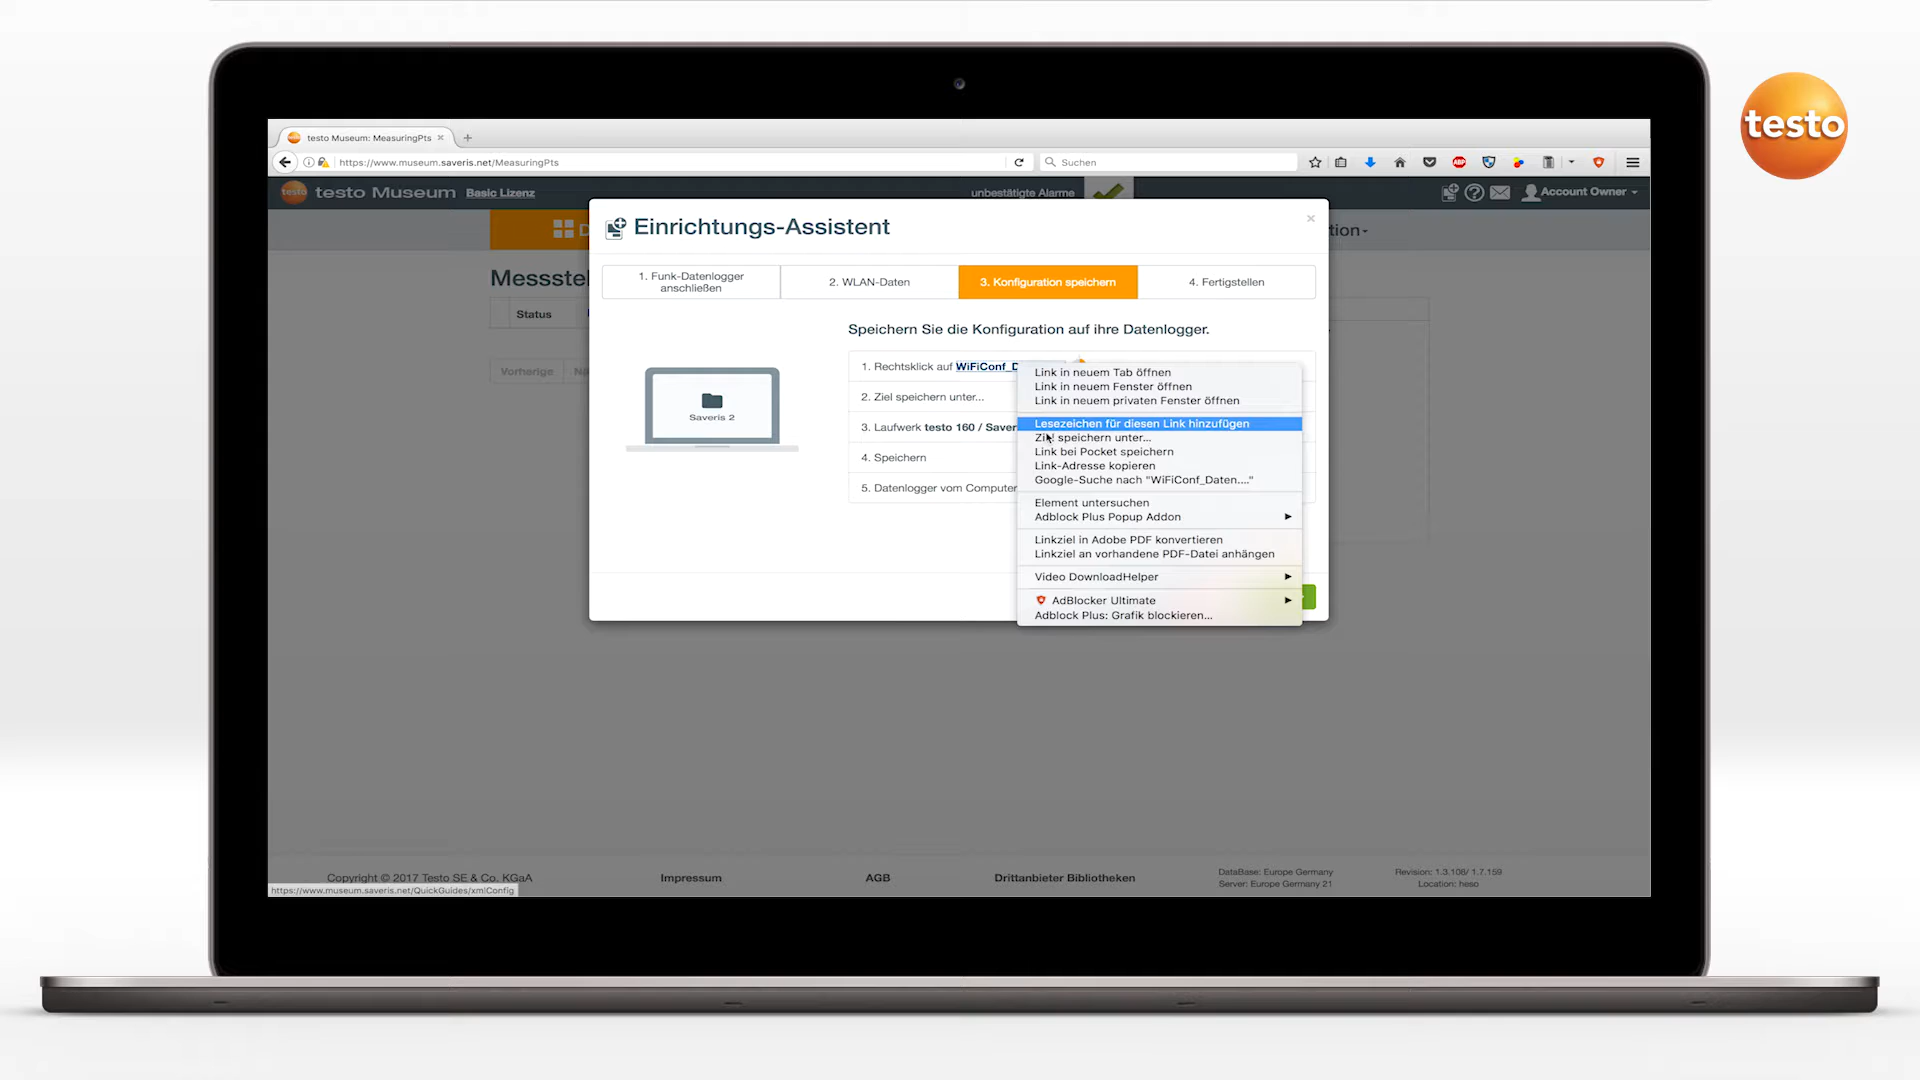 testo
testo Museum: MeasuringPts
https://www.museum.saveris.net/MeasuringPts
Suchen
ABP
testo
testo Museum
Basic Lizenz
unbestätigte Alarme
Account Owner
Einrichtungs-Assistent
1. Funk-Datenlogger
anschließen
2. WLAN-Daten
3. Konfiguration speichern
4. Fertigstellen
Status
Vorherige
Speichern Sie die Konfiguration auf ihre Datenlogger.
Saveris 2
1. Rechtsklick auf WiFiConf_D
2. Ziel speichern unter...
3. Laufwerk testo 160 / Saver
4. Speichern
5. Datenlogger vom Computer
Link in neuem Tab öffnen
Link in neuem Fenster öffnen
Link in neuem privaten Fenster öffnen
Lesezeichen für diesen Link hinzufügen
Ziel speichern unter...
Link bei Pocket speichern
Link-Adresse kopieren
Google-Suche nach "WiFiConf_Daten...."
Element untersuchen
Adblock Plus Popup Addon
Linkziel in Adobe PDF konvertieren
Linkziel an vorhandene PDF-Datei anhängen
Video DownloadHelper
AdBlocker Ultimate
Adblock Plus: Grafik blockieren...
Copyright © 2017 Testo SE & Co. KGaA
Impressum
AGB
Drittanbieter Bibliotheken
DataBase: Europe Germany
Server: Europe Germany 21
Revision: 1.3.108/ 1.7.159
Location: heso
https://www.museum.saveris.net/QuickGuides/xmlConfig